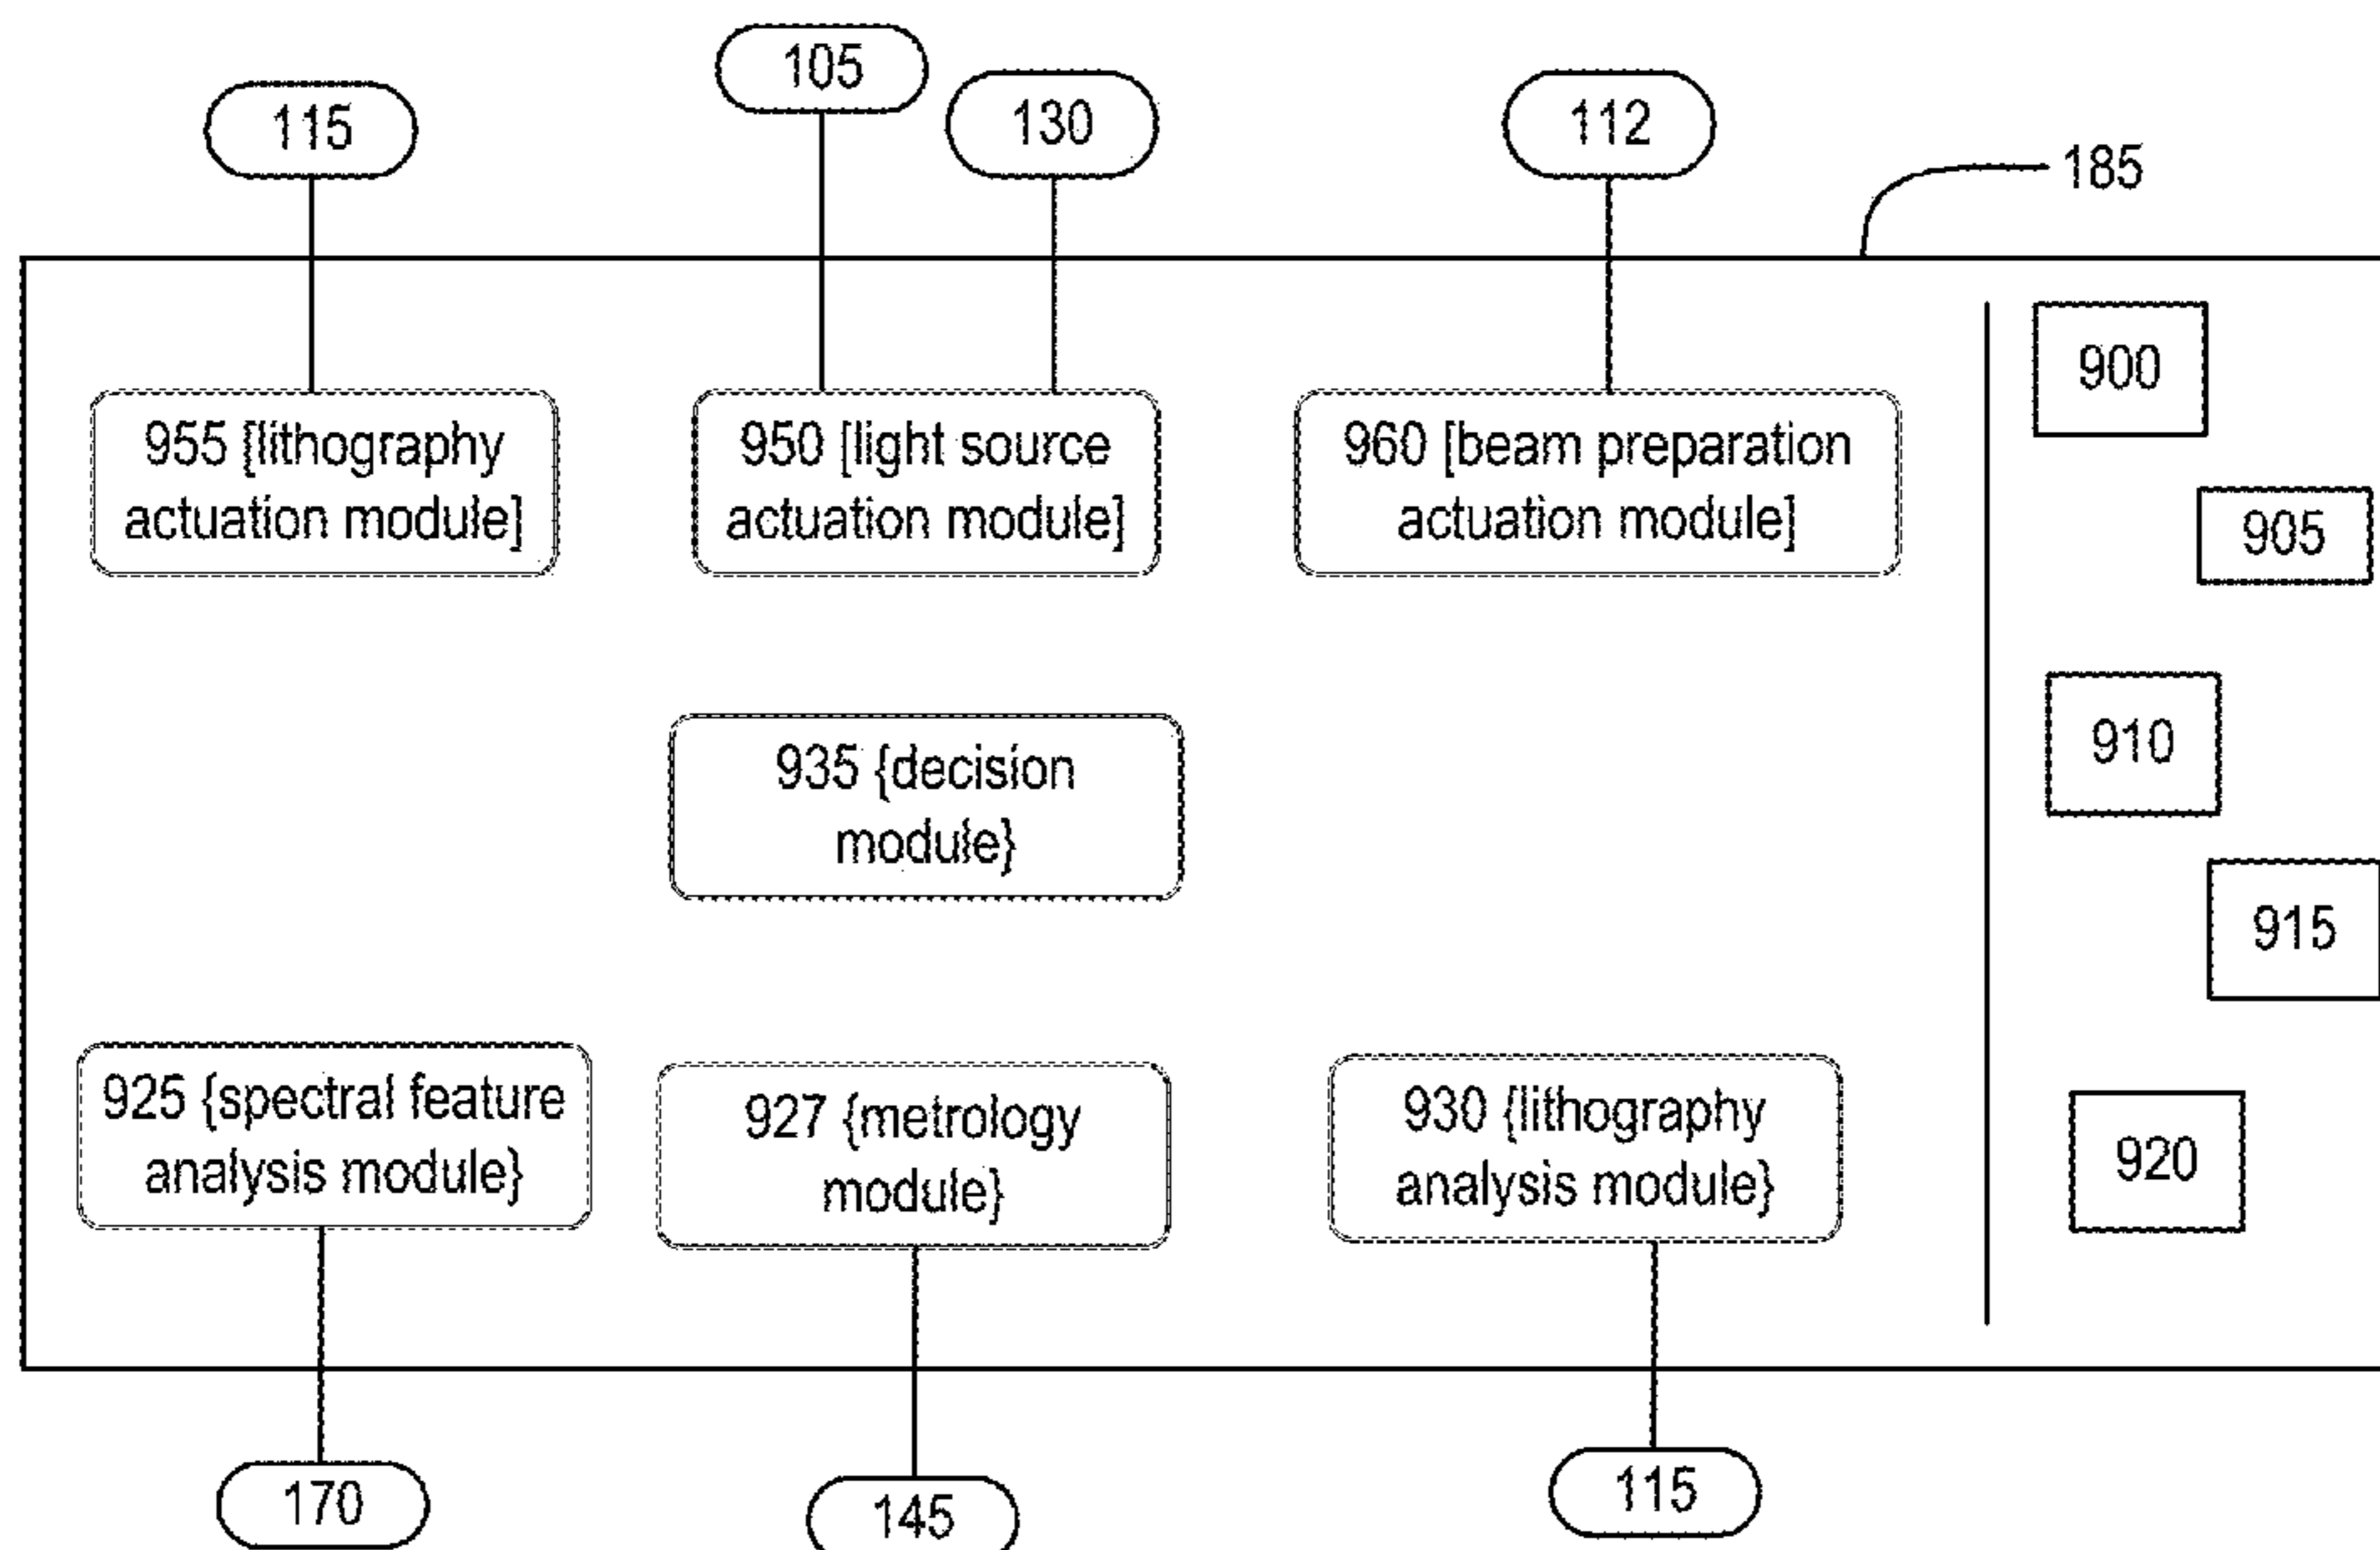 105
115
130
112
185
900
955 [lithography
actuation module]
950 [light source
actuation module]
960 [beam preparation
actuation module]
905
910
935 {decision
module}
915
925 {spectral feature
analysis module}
927 {metrology
module}
930 {lithography
analysis module}
920
170
145
115